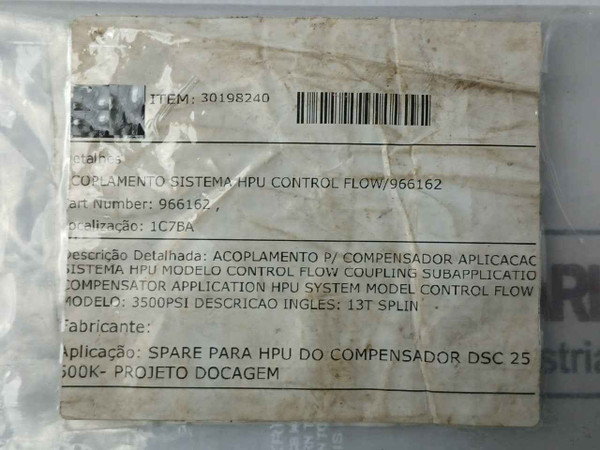 ITEM: 30198240
etalhes
COPLAMENTO SISTEMA HPU CONTROL FLOW/966162
art Number: 966162 ,
ocalização: 1C7BA
escrição Detalhada: ACOPLAMENTO P/ COMPENSADOR APLICACAC
SISTEMA HPU MODELO CONTROL FLOW COUPLING SUBAPPLICATIO
COMPENSATOR APPLICATION HPU SYSTEM MODEL CONTROL FLOW
MODELO: 3500PSI DESCRICAO INGLES: 13T SPLIN
Fabricante:
Aplicação: SPARE PARA HPU DO COMPENSADOR DSC 25
500K- PROJETO DOCAGEM